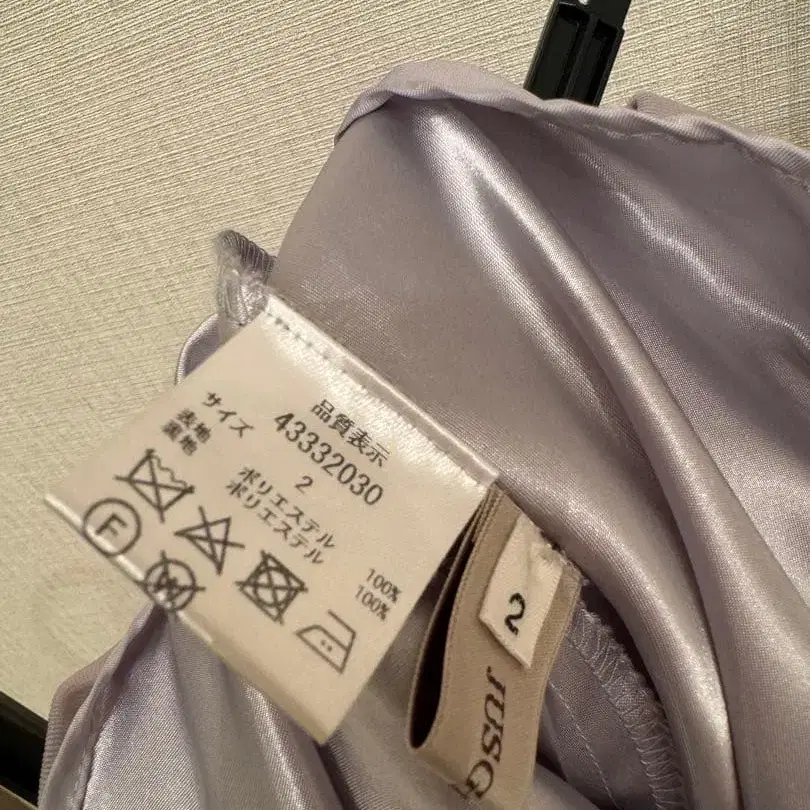 品質表示
43332030
サイズ 2
表地 ポリエステル 100%
裏地 ポリエステル 100%
F
W
2
JUSG